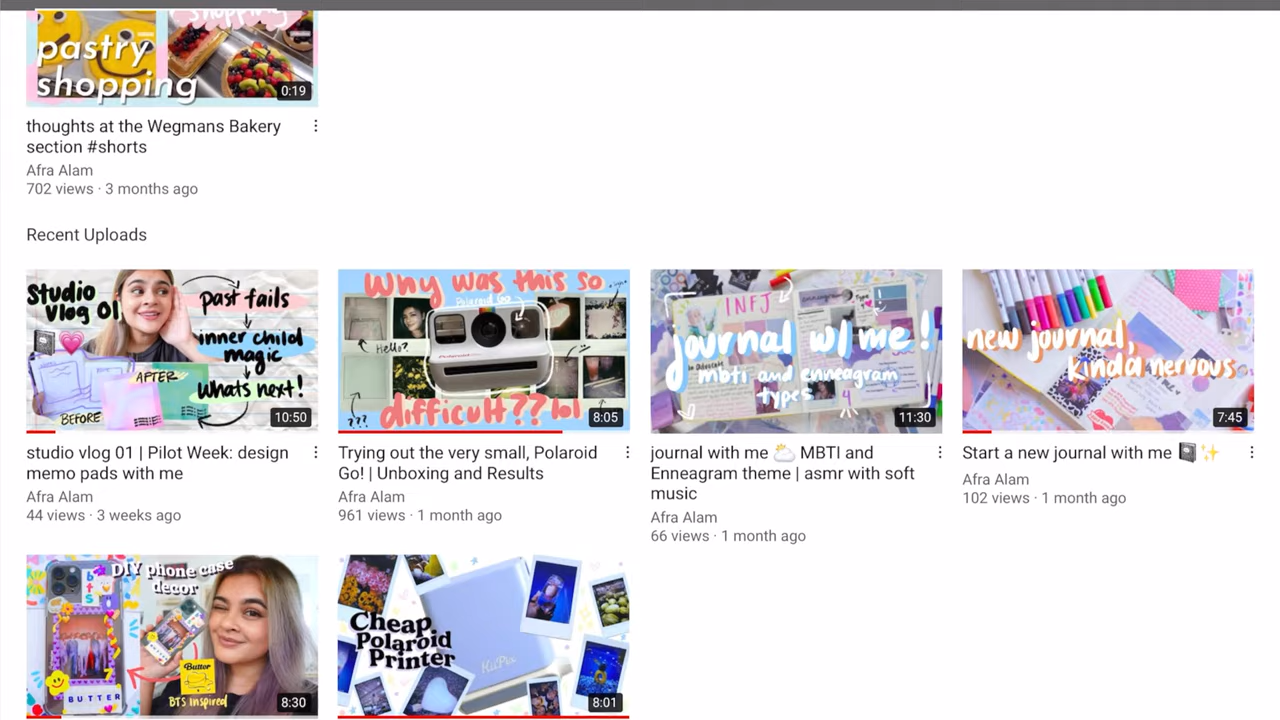 shopping
pastry
shopping
0:19
thoughts at the Wegmans Bakery
section #shorts
Afra Alam
702 views · 3 months ago
Recent Uploads
Studio
Vlog 01
past fails
inner child
magic
whats next!
AFTER
BEFORE
10:50
studio vlog 01 | Pilot Week: design
memo pads with me
Afra Alam
44 views · 3 weeks ago
Why was this so
Polaroid Go
Hello?
???
difficult?? lol
8:05
Trying out the very small, Polaroid
Go! | Unboxing and Results
Afra Alam
961 views · 1 month ago
INFJ
journal w/ me!
mbti and enneagram
types
4
11:30
journal with me ⛅ MBTI and
Enneagram theme | asmr with soft
music
Afra Alam
66 views · 1 month ago
new journal,
kinda nervous
7:45
Start a new journal with me 📓✨
Afra Alam
102 views · 1 month ago
DIY phone case
decor
bts
Butter
BUTTER
BTS inspired
8:30
Cheap
Polaroid
Printer
KiiPix
8:01